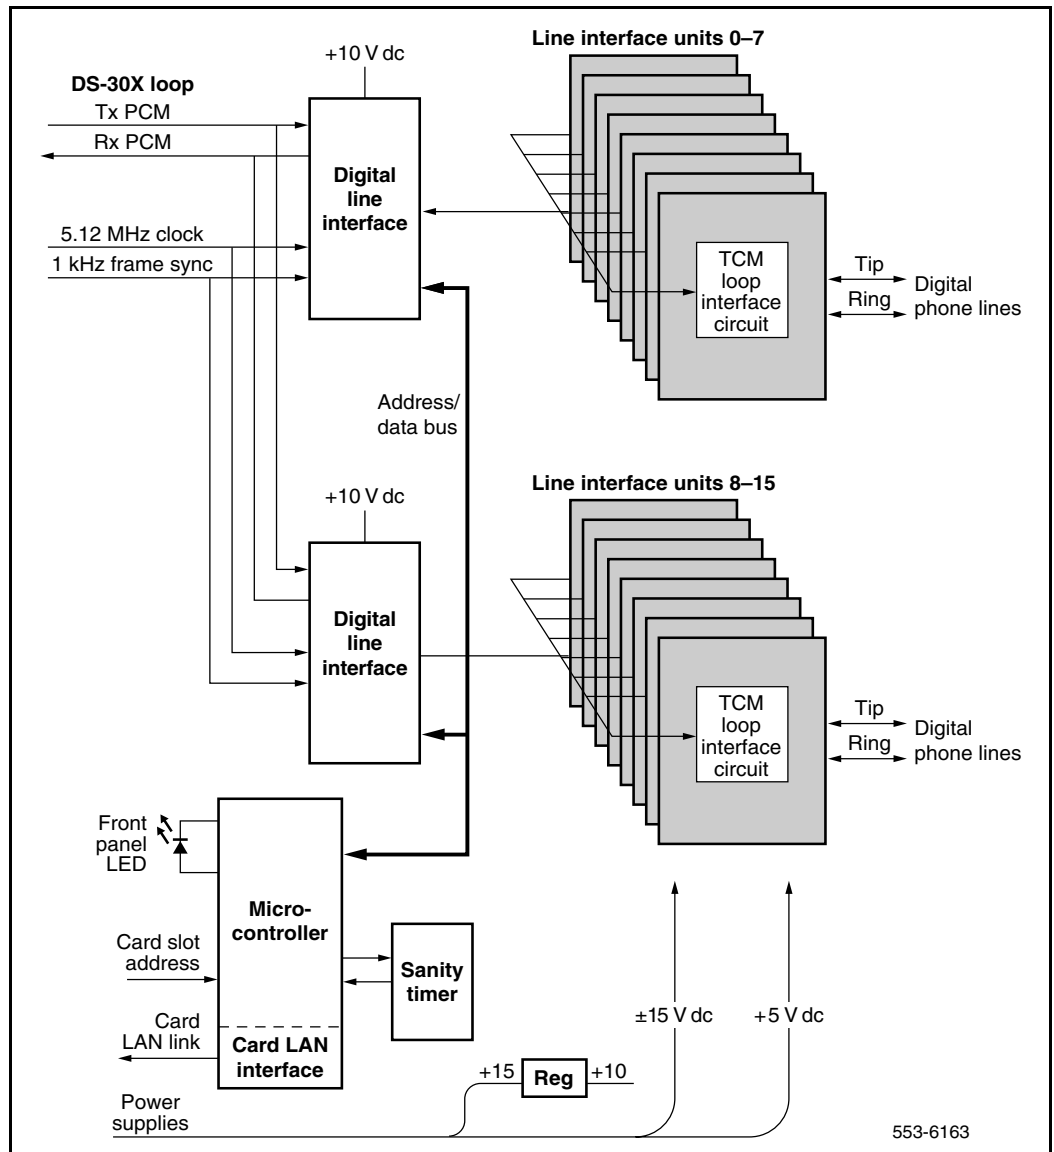 Line interface units 0–7
+10 V dc
DS-30X loop
Tx PCM
Rx PCM
Digital
line
interface
5.12 MHz clock
1 kHz frame sync
TCM
loop
interface
circuit
Tip
Ring
Digital
phone lines
Address/
data bus
Line interface units 8–15
+10 V dc
Digital
line
interface
TCM
loop
interface
circuit
Tip
Ring
Digital
phone lines
Front
panel
LED
Micro-
controller
Card slot
address
Sanity
timer
Card
LAN link
Card LAN
interface
±15 V dc
+5 V dc
+15
Reg
+10
Power
supplies
553-6163